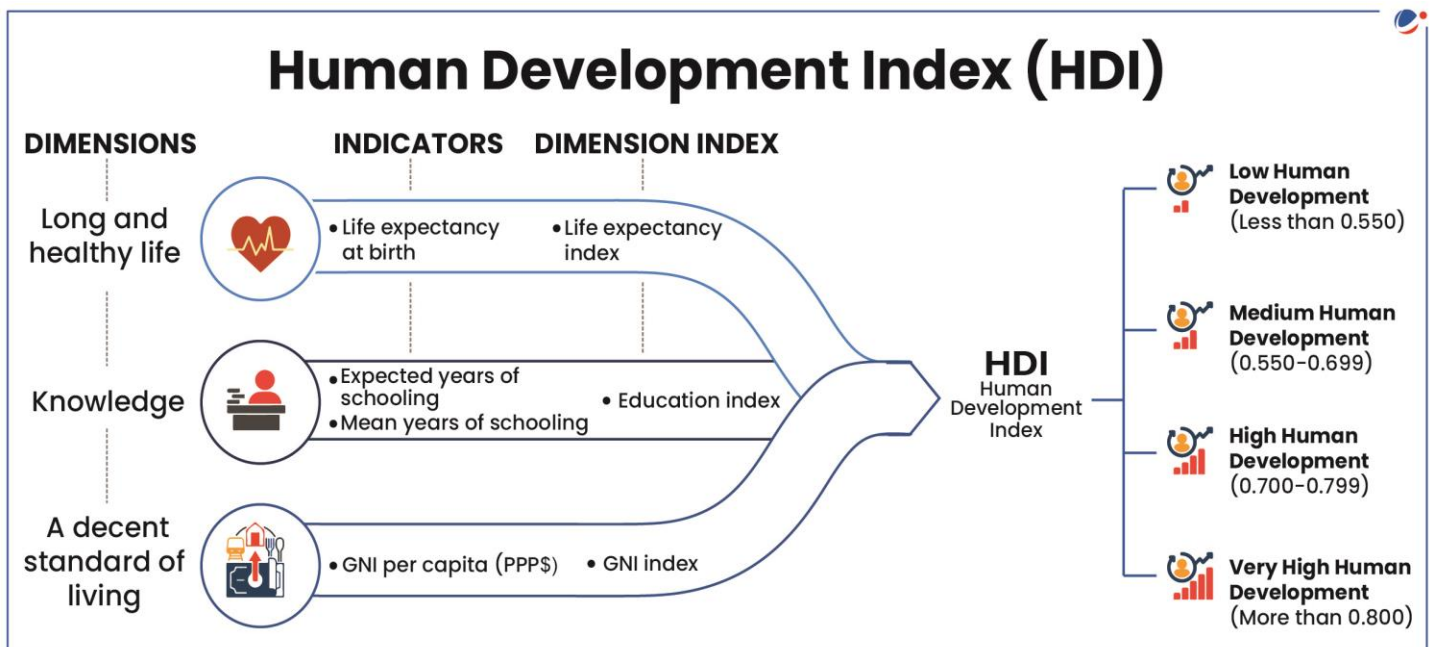 Human Development Index (HDI)
DIMENSIONS
INDICATORS
DIMENSION INDEX
Long and
healthy life
• Life expectancy
at birth
• Life expectancy
index
Knowledge
• Expected years of
schooling
• Mean years of schooling
• Education index
A decent
standard of
living
• GNI per capita (PPP$)
• GNI index
HDI
Human
Development
Index
Low Human
Development
(Less than 0.550)
Medium Human
Development
(0.550-0.699)
High Human
Development
(0.700-0.799)
Very High Human
Development
(More than 0.800)